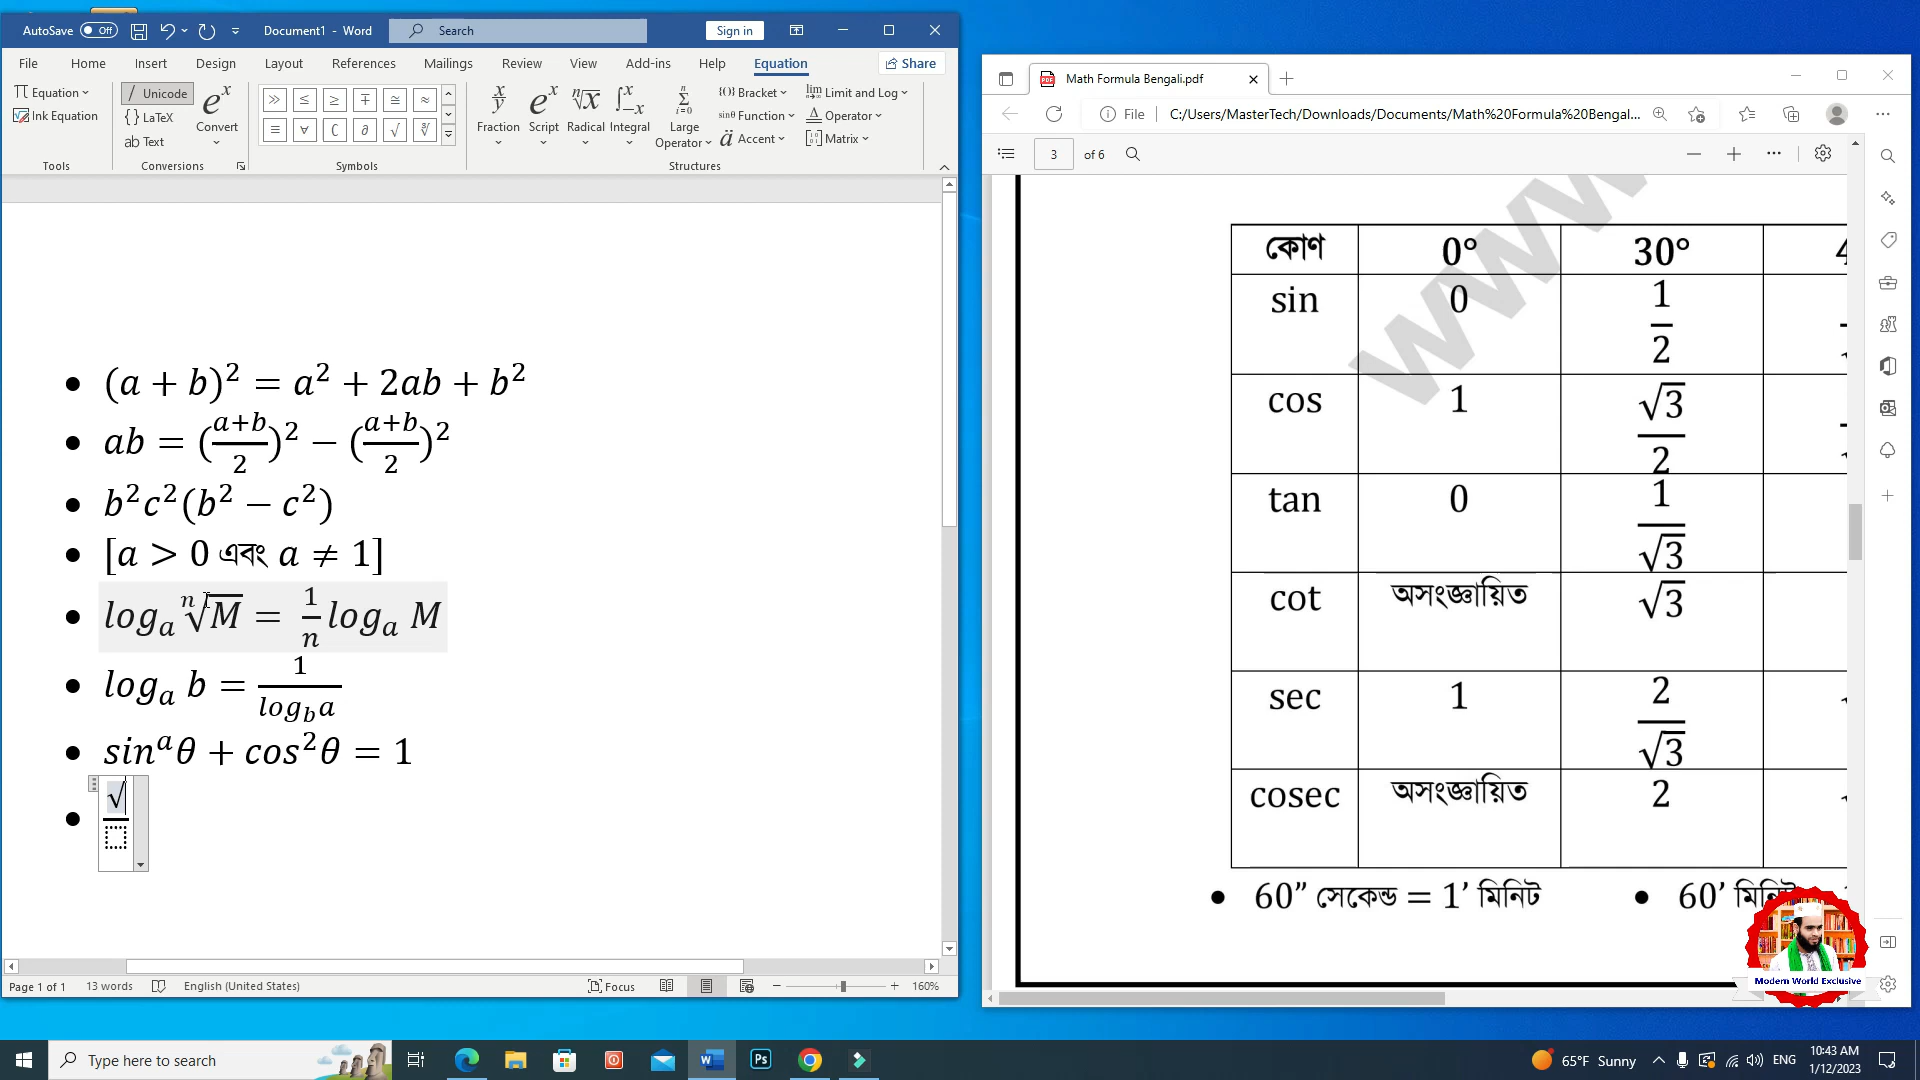 AutoSave Off Document1 - Word Search Sign in
File Home Insert Design Layout References Mailings Review View Add-ins Help Equation Share
Equation
Ink Equation
Tools
Unicode
LaTeX
Text
Convert
Conversions
≫ ≤ ≥ ∓ ≅ ≈
≡ ∀ ∁ ∂ √ ∛
Symbols
Fraction Script Radical Integral Large Operator
Bracket
Function
Accent
Limit and Log
Operator
Matrix
Structures
• (a + b)² = a² + 2ab + b²
• ab = (a+b/2)² − (a+b/2)²
• b²c²(b² − c²)
• [a > 0 এবং a ≠ 1]
• logₐ ⁿ√M = 1/n logₐ M
• logₐ b = 1/log_b a
• sinᵃθ + cos²θ = 1
• √
Page 1 of 1 13 words English (United States) Focus 160%
Math Formula Bengali.pdf
File C:/Users/MasterTech/Downloads/Documents/Math%20Formula%20Bengal...
3 of 6
www
কোণ 0° 30° 4
sin 0 1/2
cos 1 √3/2
tan 0 1/√3
cot অসংজ্ঞায়িত √3
sec 1 2/√3
cosec অসংজ্ঞায়িত 2
• 60” সেকেন্ড = 1’ মিনিট • 60’ মিনিট
Modern World Exclusive
Type here to search
65°F Sunny ENG 10:43 AM
1/12/2023